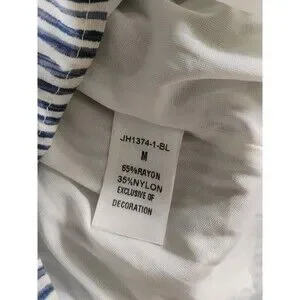 JH1374-1-BL
M
65%RAYON
35%NYLON
EXCLUSIVE OF
DECORATION